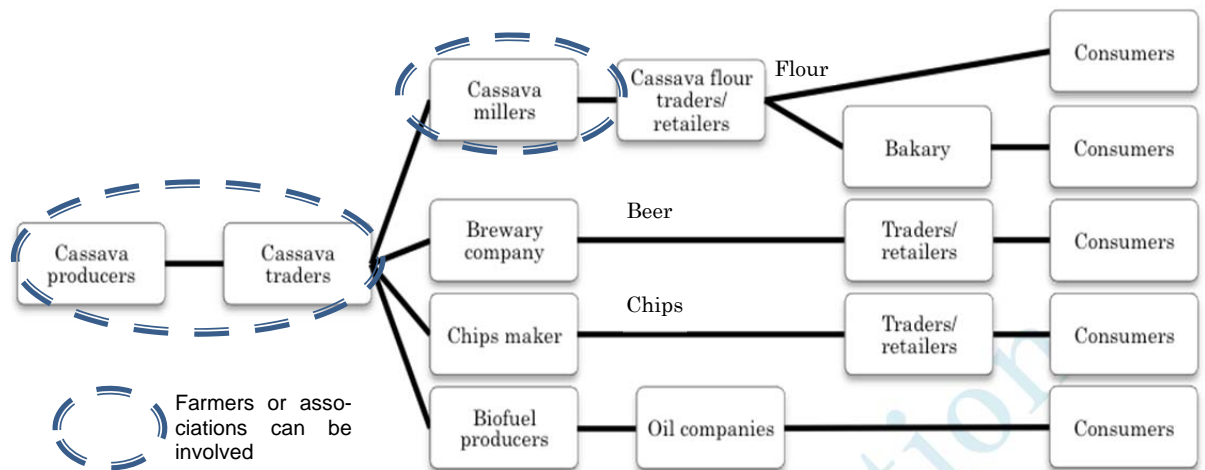 Cassava
producers
Cassava
traders
Cassava
millers
Cassava flour
traders/
retailers
Flour
Consumers
Bakary
Consumers
Brewary
company
Beer
Traders/
retailers
Consumers
Chips maker
Chips
Traders/
retailers
Consumers
Biofuel
producers
Oil companies
Consumers
Farmers or asso-
ciations can be
involved